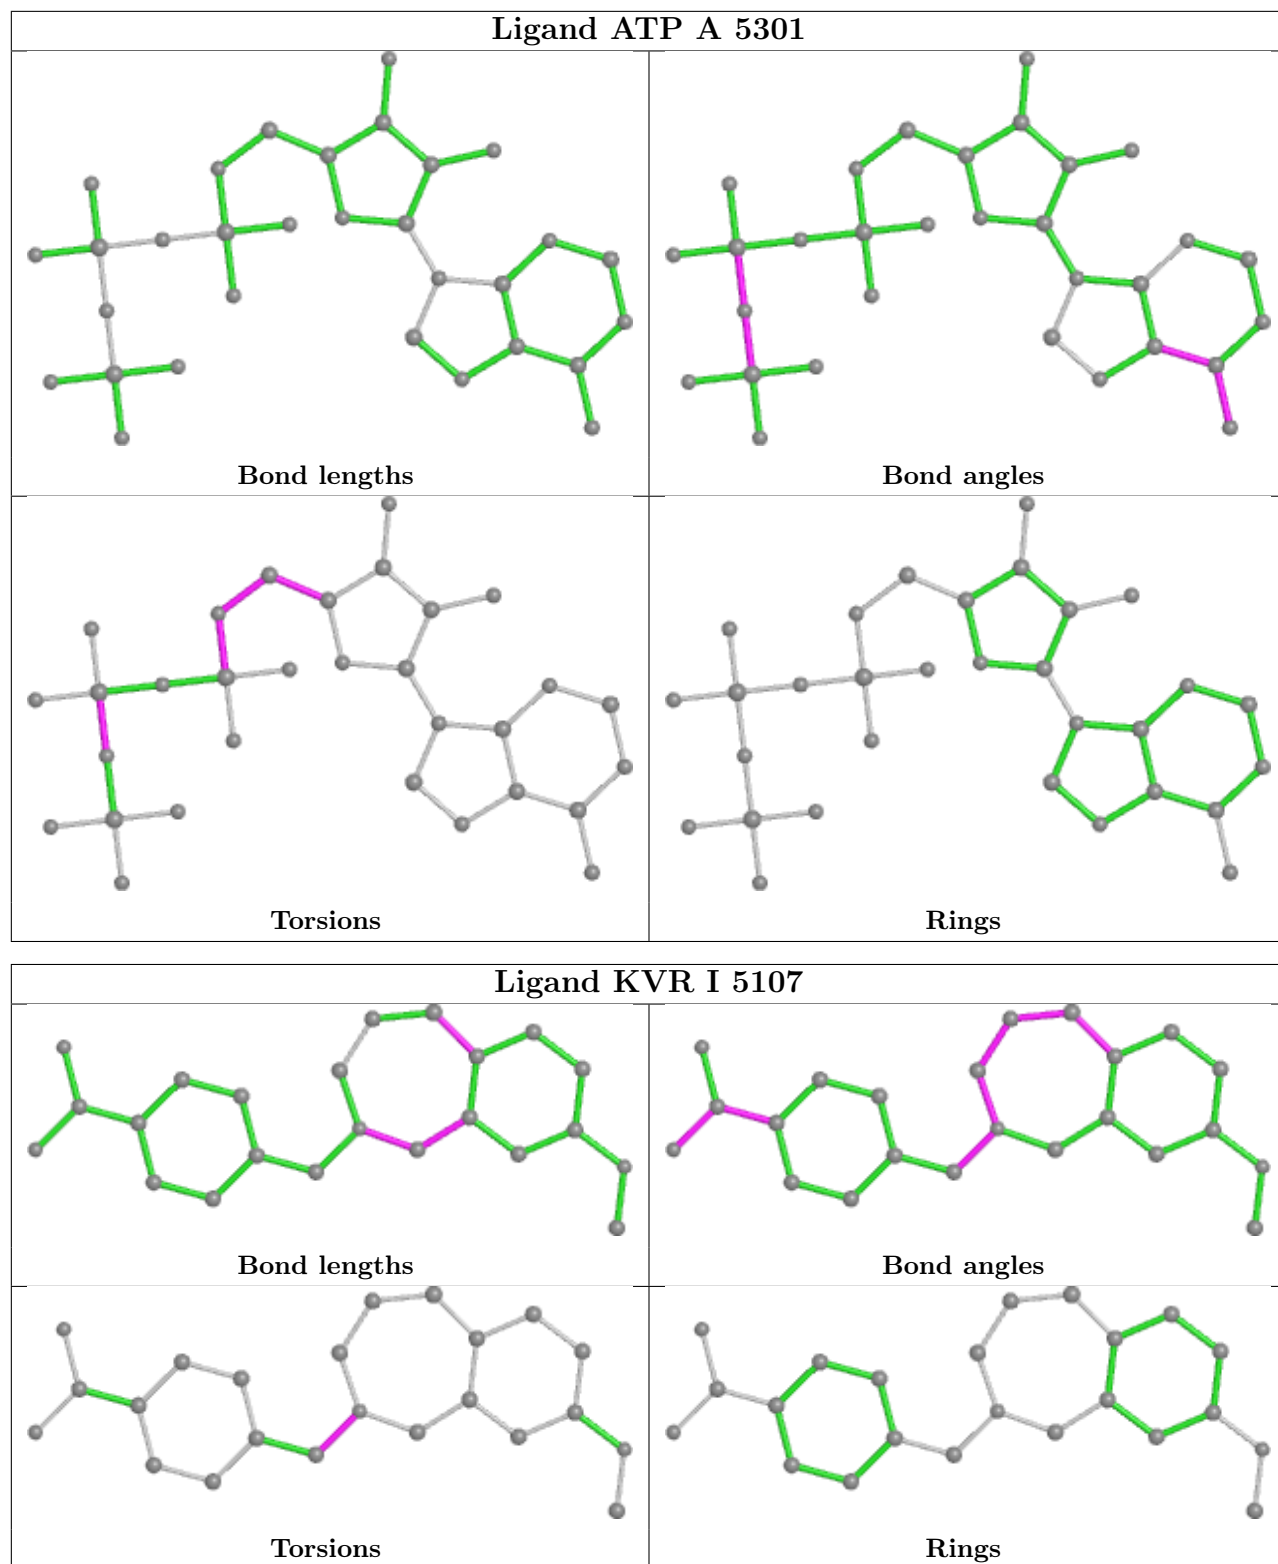 Ligand ATP A 5301
Bond lengths
Bond angles
Torsions
Rings
Ligand KVR I 5107
Bond lengths
Bond angles
Torsions
Rings